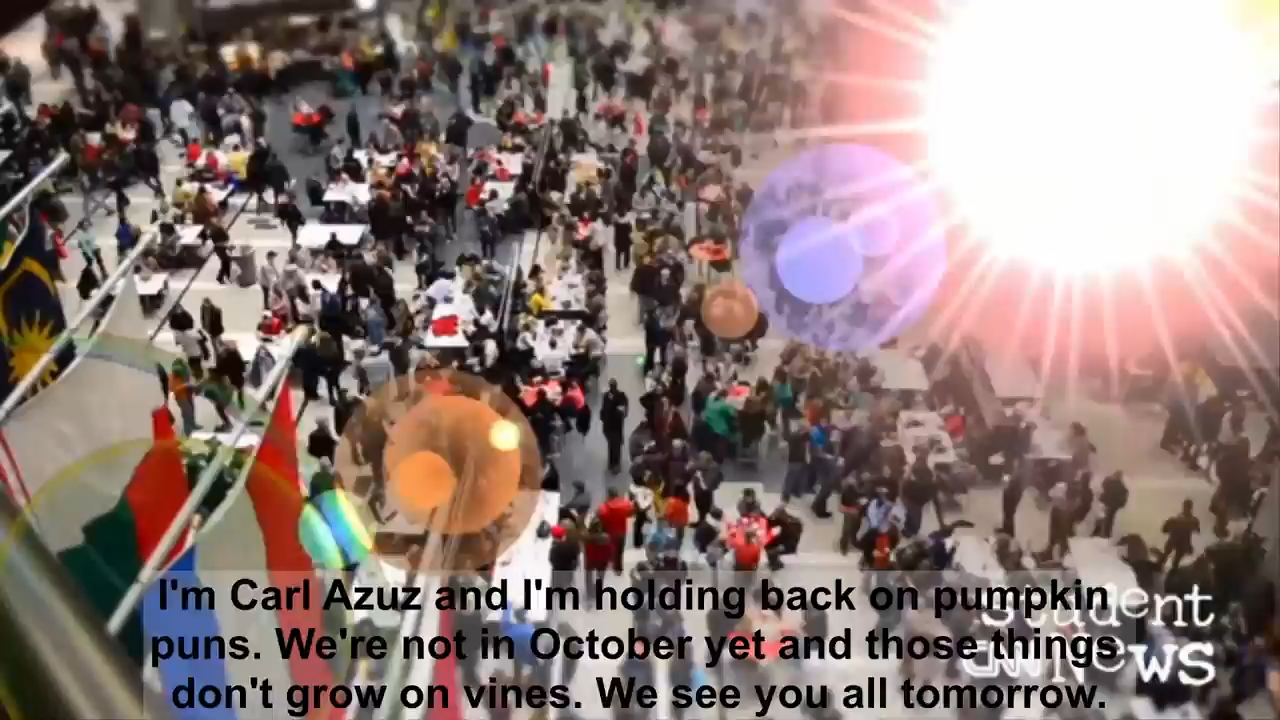 I'm Carl Azuz and I'm holding back on pumpkin
puns. We're not in October yet and those things
don't grow on vines. We see you all tomorrow.
student
CNN NEWS